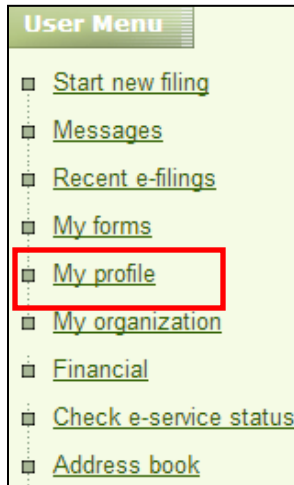 User Menu
Start new filing
Messages
Recent e-filings
My forms
My profile
My organization
Financial
Check e-service status
Address book